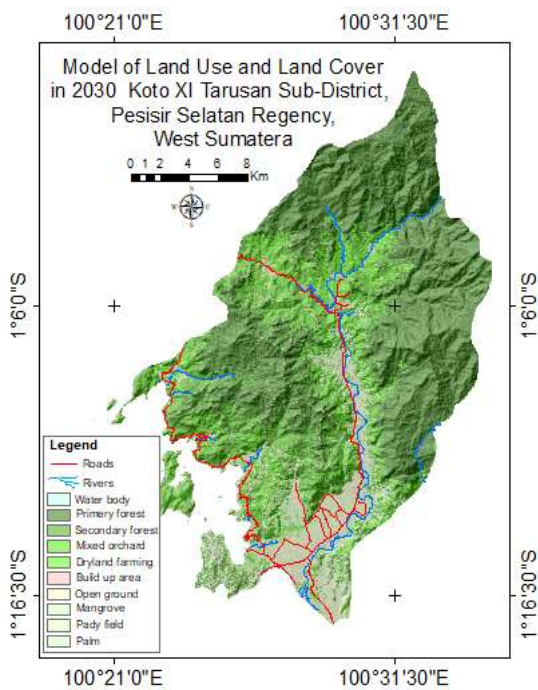 100°21'0"E 100°31'30"E
Model of Land Use and Land Cover
in 2030 Koto XI Tarusan Sub-District,
Pesisir Selatan Regency,
West Sumatera
0 1 2 4 6 8
Km
N
W E
S
1°6'0"S 1°6'0"S
Legend
Roads
Rivers
Water body
Primery forest
Secondary forest
Mixed orchard
Dryland farming
Build up area
Open ground
Mangrove
Pady field
Palm
1°16'30"S 1°16'30"S
100°21'0"E 100°31'30"E